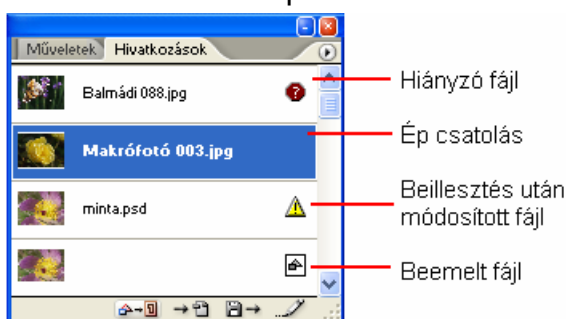 Műveletek Hivatkozások
Balmádi 088.jpg
Hiányzó fájl
Makrófotó 003.jpg
Ép csatolás
minta.psd
Beillesztés után
módosított fájl
Beemelt fájl